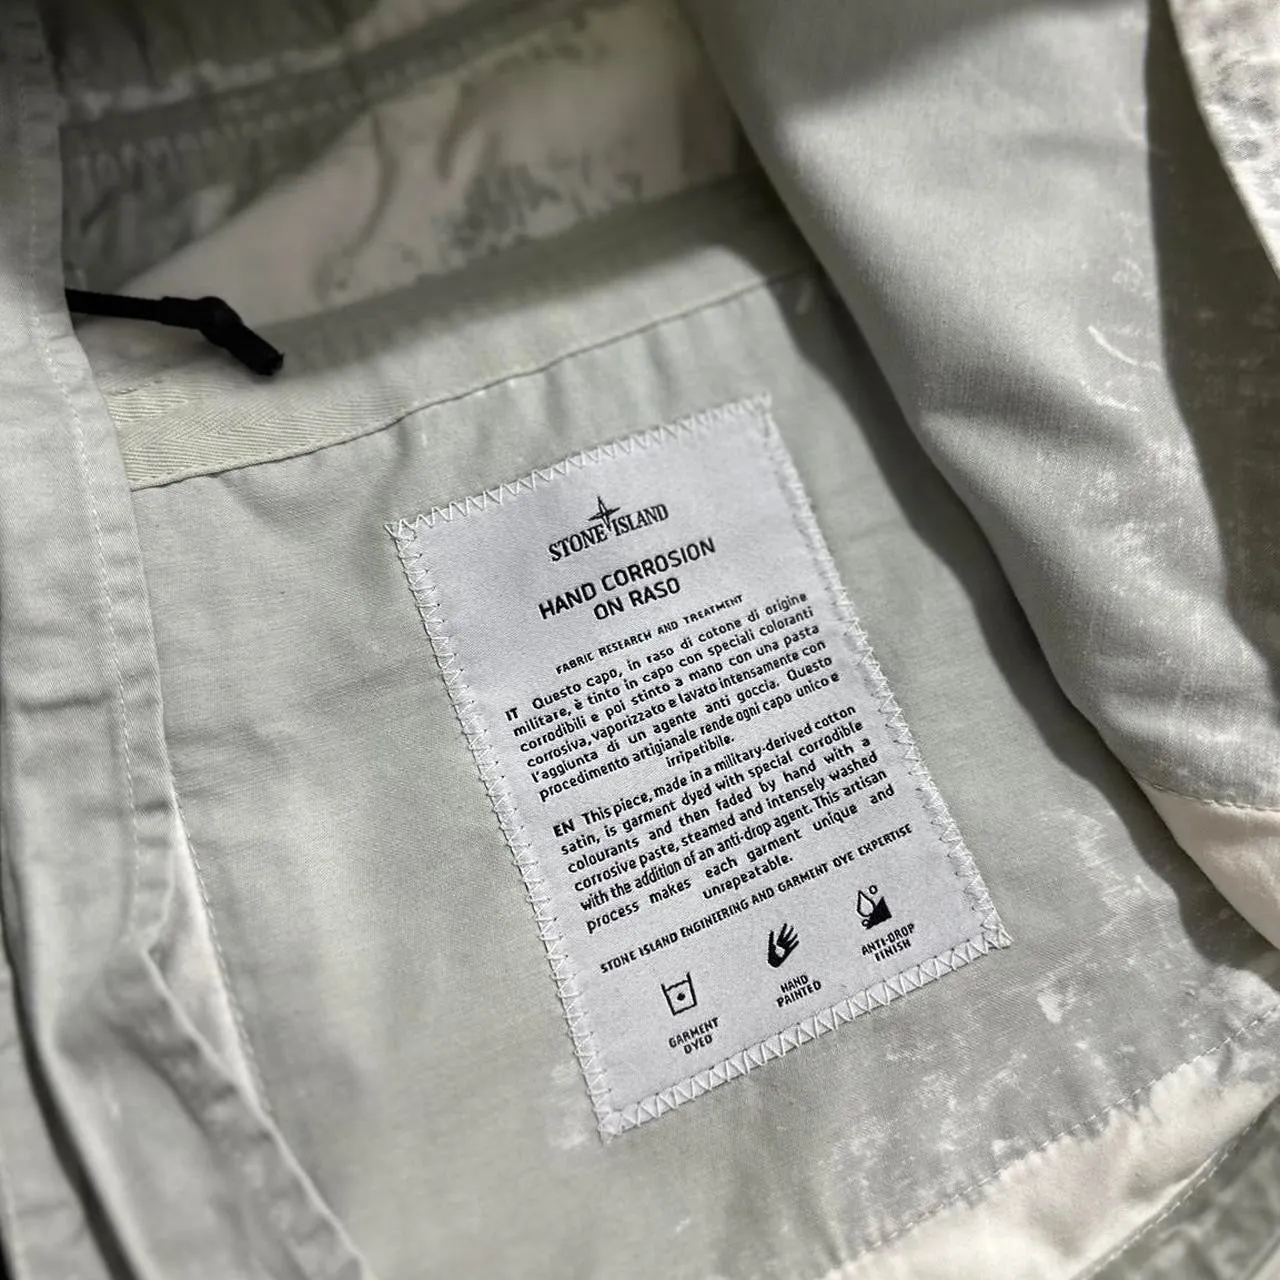 STONE ISLAND
HAND CORROSION
ON RASO
FABRIC RESEARCH AND TREATMENT
IT Questo capo, in raso di cotone di origine
militare, è tinto in capo con speciali coloranti
corrodibili e poi stinto a mano con una pasta
corrosiva, vaporizzato e lavato intensamente con
l'aggiunta di un agente anti goccia. Questo
procedimento artigianale rende ogni capo unico e
irripetibile.
EN This piece, made in a military-derived cotton
satin, is garment dyed with special corrodible
colourants and then faded by hand with a
corrosive paste, steamed and intensely washed
with the addition of an anti-drop agent. This artisan
process makes each garment unique and
unrepeatable.
STONE ISLAND ENGINEERING AND GARMENT DYE EXPERTISE
GARMENT
DYED
HAND
PAINTED
ANTI-DROP
FINISH